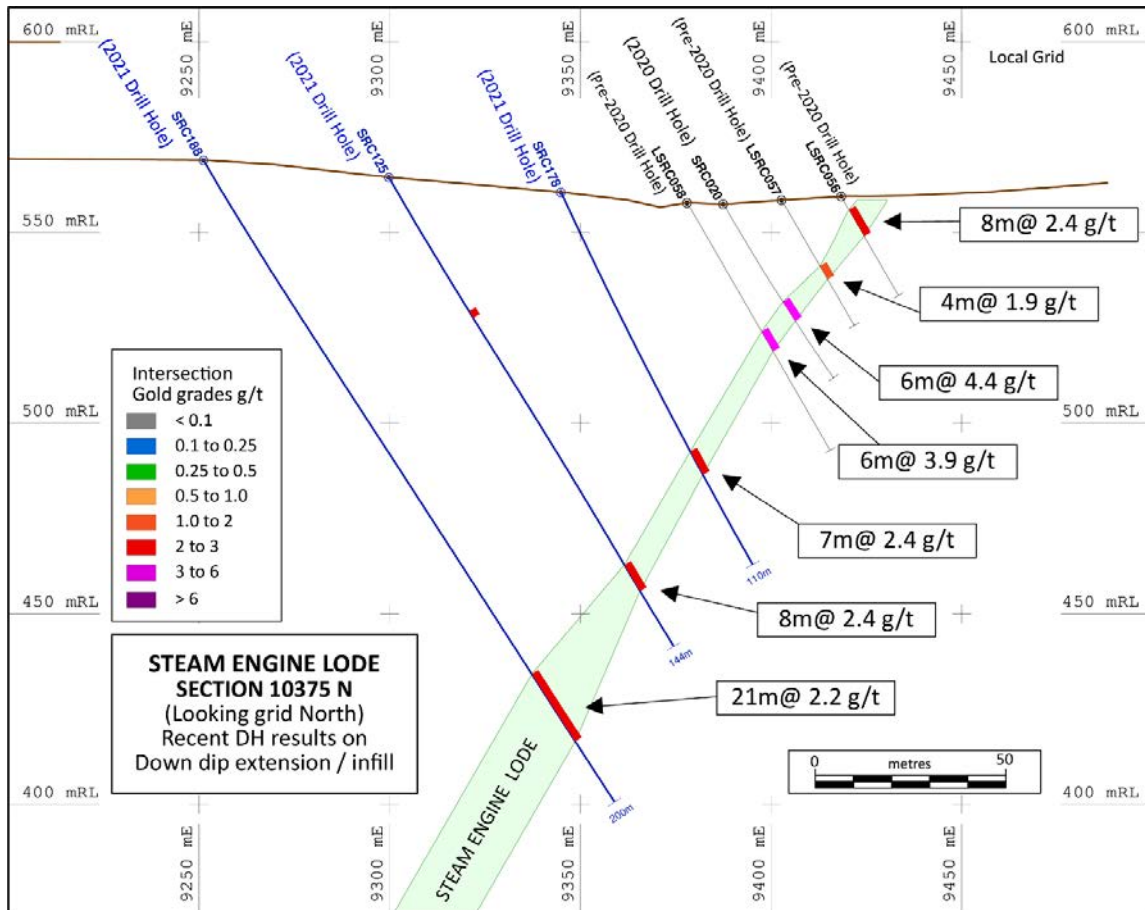 600 mRL
9250 mE
9300 mE
9350 mE
9400 mE
9450 mE
600 mRL
Local Grid
(2021 Drill Hole)
SRC188
(2021 Drill Hole)
SRC125
(2021 Drill Hole)
SRC178
(Pre-2020 Drill Hole)
LSRC058
(2020 Drill Hole)
SRC020
(Pre-2020 Drill Hole)
LSRC057
(Pre-2020 Drill Hole)
LSRC056
550 mRL
550 mRL
8m@ 2.4 g/t
4m@ 1.9 g/t
6m@ 4.4 g/t
6m@ 3.9 g/t
7m@ 2.4 g/t
8m@ 2.4 g/t
21m@ 2.2 g/t
Intersection
Gold grades g/t
< 0.1
0.1 to 0.25
0.25 to 0.5
0.5 to 1.0
1.0 to 2
2 to 3
3 to 6
> 6
500 mRL
500 mRL
110m
144m
200m
450 mRL
450 mRL
STEAM ENGINE LODE
SECTION 10375 N
(Looking grid North)
Recent DH results on
Down dip extension / infill
STEAM ENGINE LODE
0 metres 50
400 mRL
400 mRL
9250 mE
9300 mE
9350 mE
9400 mE
9450 mE